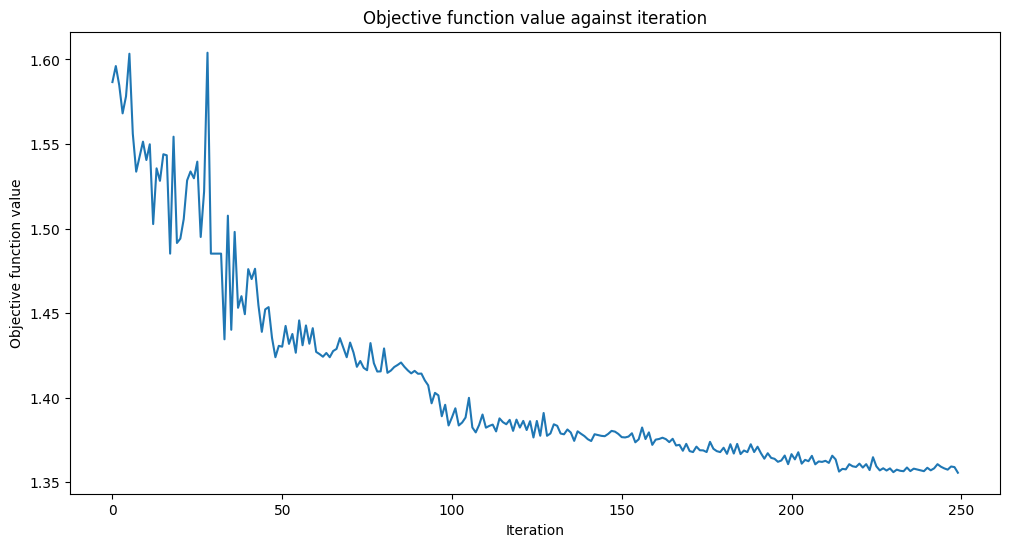 Objective function value against iteration
1.60
1.55
1.50
1.45
1.40
1.35
Objective function value
0 50 100 150 200 250
Iteration